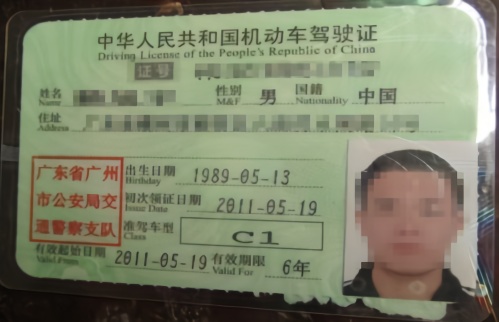 中华人民共和国机动车驾驶证
Driving License of the People's Republic of China
证号
姓名 性别 男 国籍 中国
Name M&F Nationality
住址
Address
广东省广州
市公安局交
通警察支队
出生日期 1989-05-13
Birthday
初次领证日期 2011-05-19
Issue Date
准驾车型 C1
Class
有效起始日期 2011-05-19 有效期限 6年
Valid From Valid For